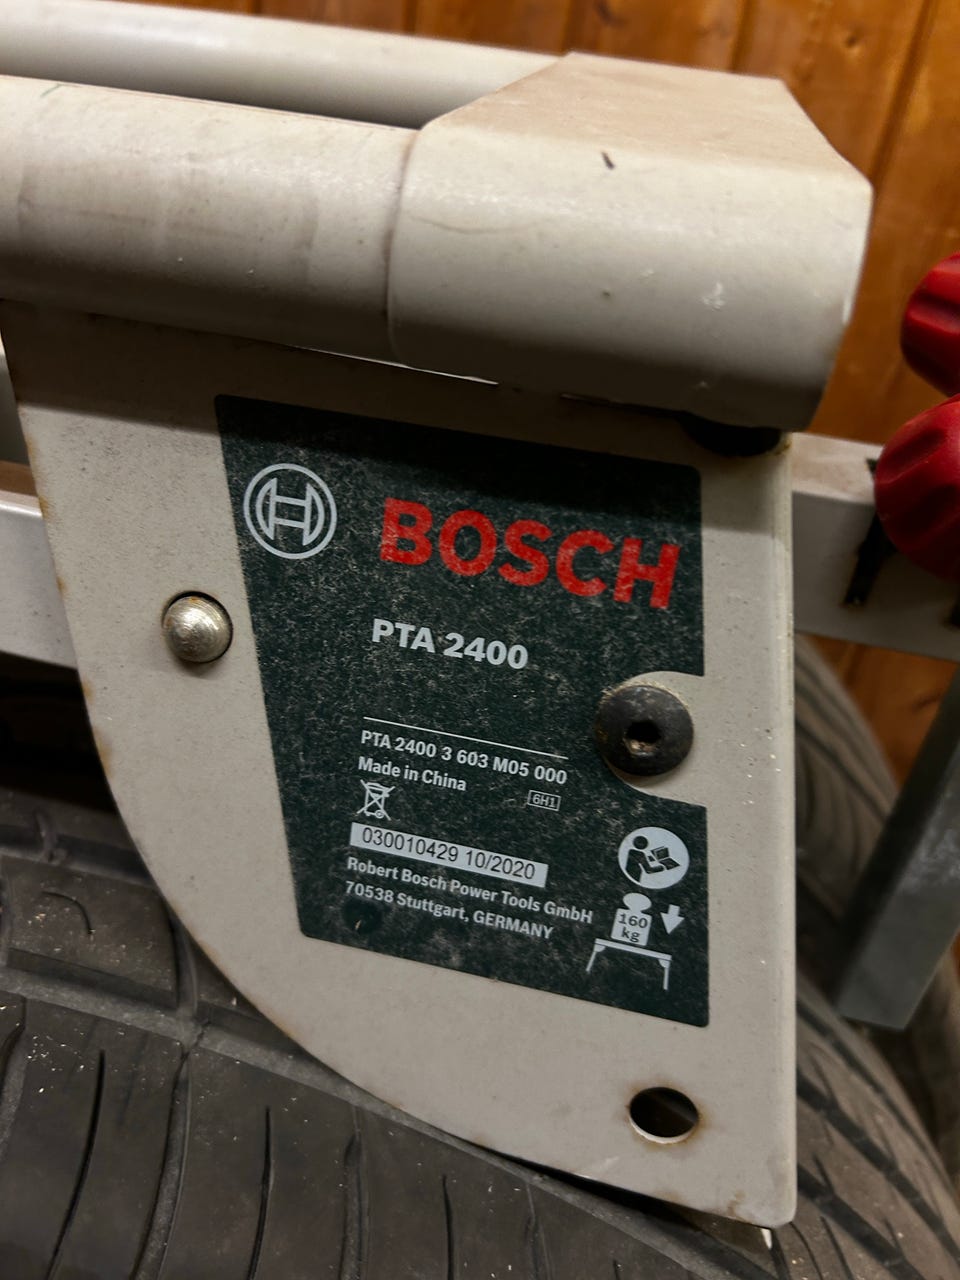 BOSCH
PTA 2400
PTA 2400 3 603 M05 000
Made in China
6H1
030010429 10/2020
Robert Bosch Power Tools GmbH
70538 Stuttgart, GERMANY
160
kg